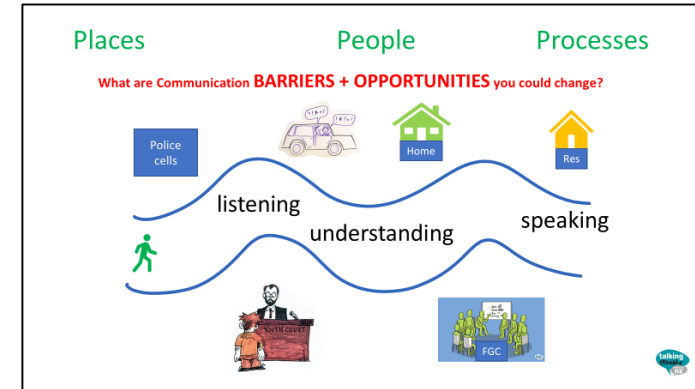 Places People Processes
What are Communication BARRIERS + OPPORTUNITIES you could change?
Police
cells
Home
Res
listening
understanding
speaking
YOUTH COURT
FGC
talking
nz